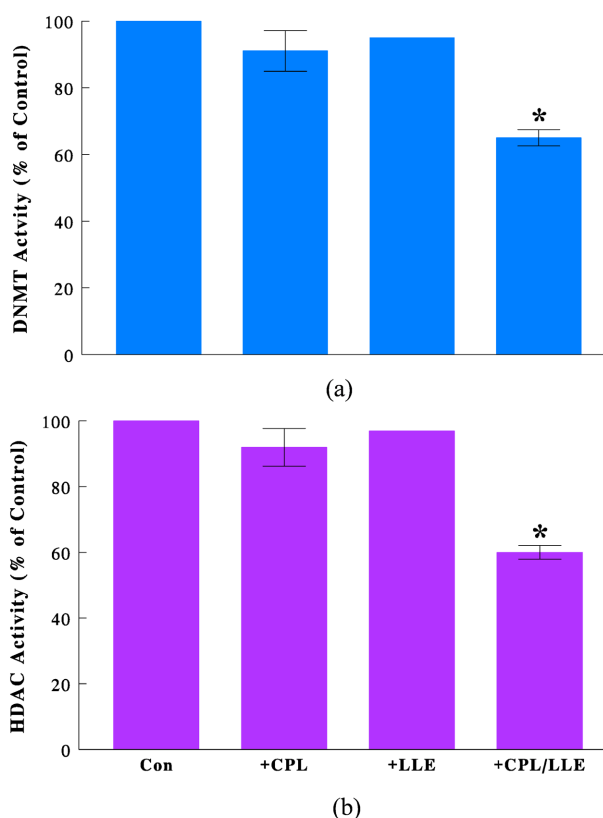 100
80
60
40
20
0
DNMT Actvity (% of Control)
*
(a)
100
80
60
40
20
0
HDAC Activity (% of Control)
*
Con +CPL +LLE +CPL/LLE
(b)